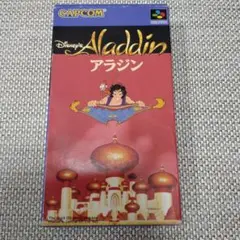 CAPCOM
Disney's Aladdin
アラジン